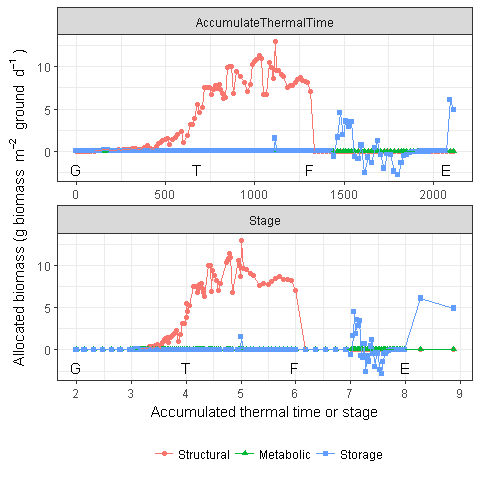 AccumulateThermalTime
10
5
0
G T F E
0 500 1000 1500 2000
Stage
10
5
0
G T F E
2 3 4 5 6 7 8 9
Allocated biomass (g biomass m⁻² ground d⁻¹ )
Accumulated thermal time or stage
Structural Metabolic Storage